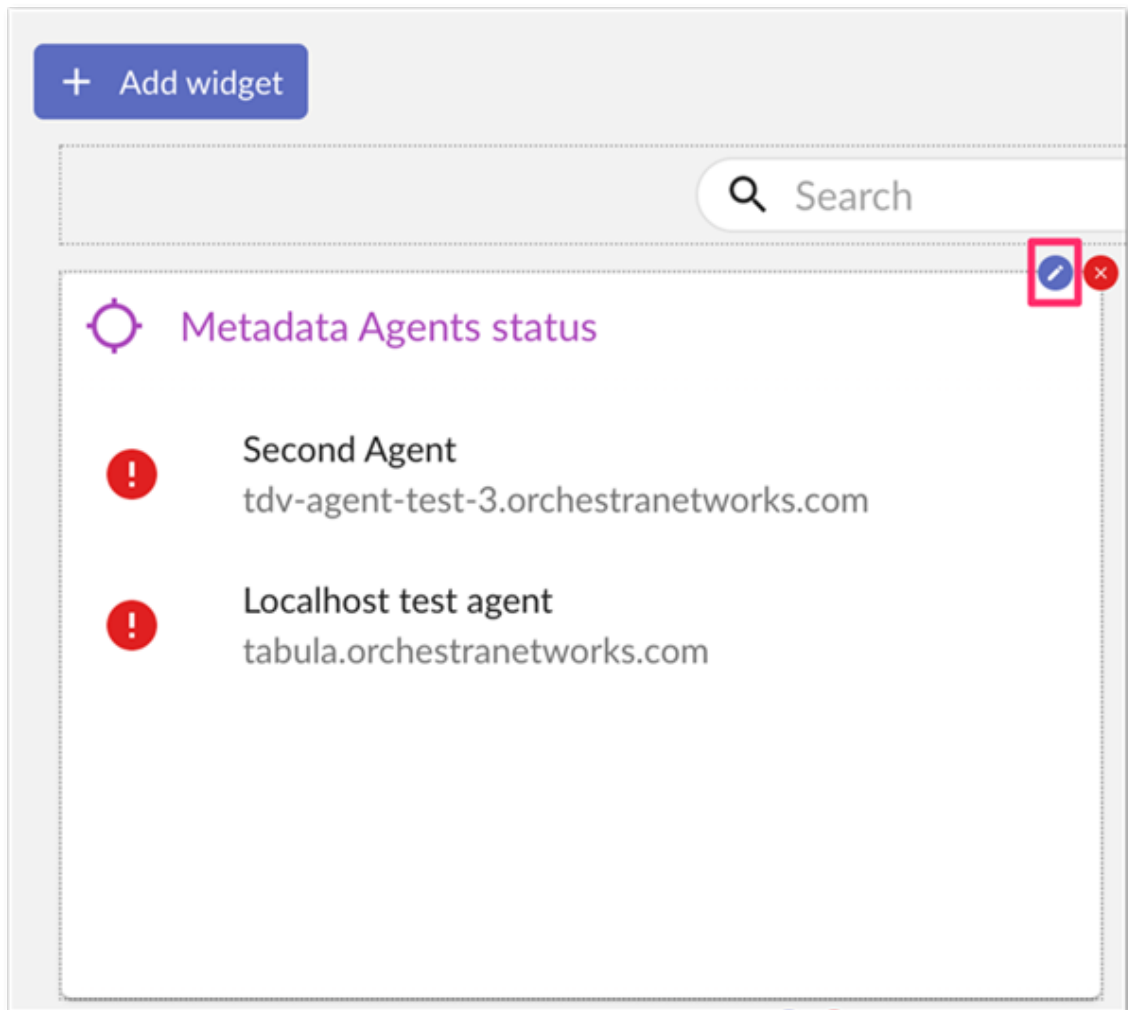 + Add widget
Search
Metadata Agents status
Second Agent
tdv-agent-test-3.orchestranetworks.com
Localhost test agent
tabula.orchestranetworks.com